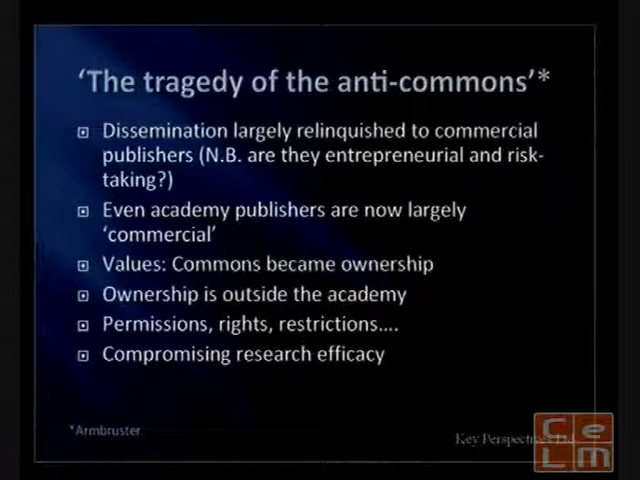 ‘The tragedy of the anti-commons’*
Dissemination largely relinquished to commercial
publishers (N.B. are they entrepreneurial and risk-
taking?)
Even academy publishers are now largely
‘commercial’
Values: Commons became ownership
Ownership is outside the academy
Permissions, rights, restrictions….
Compromising research efficacy
*Armbruster
Key Perspectives Ltd
CeLM